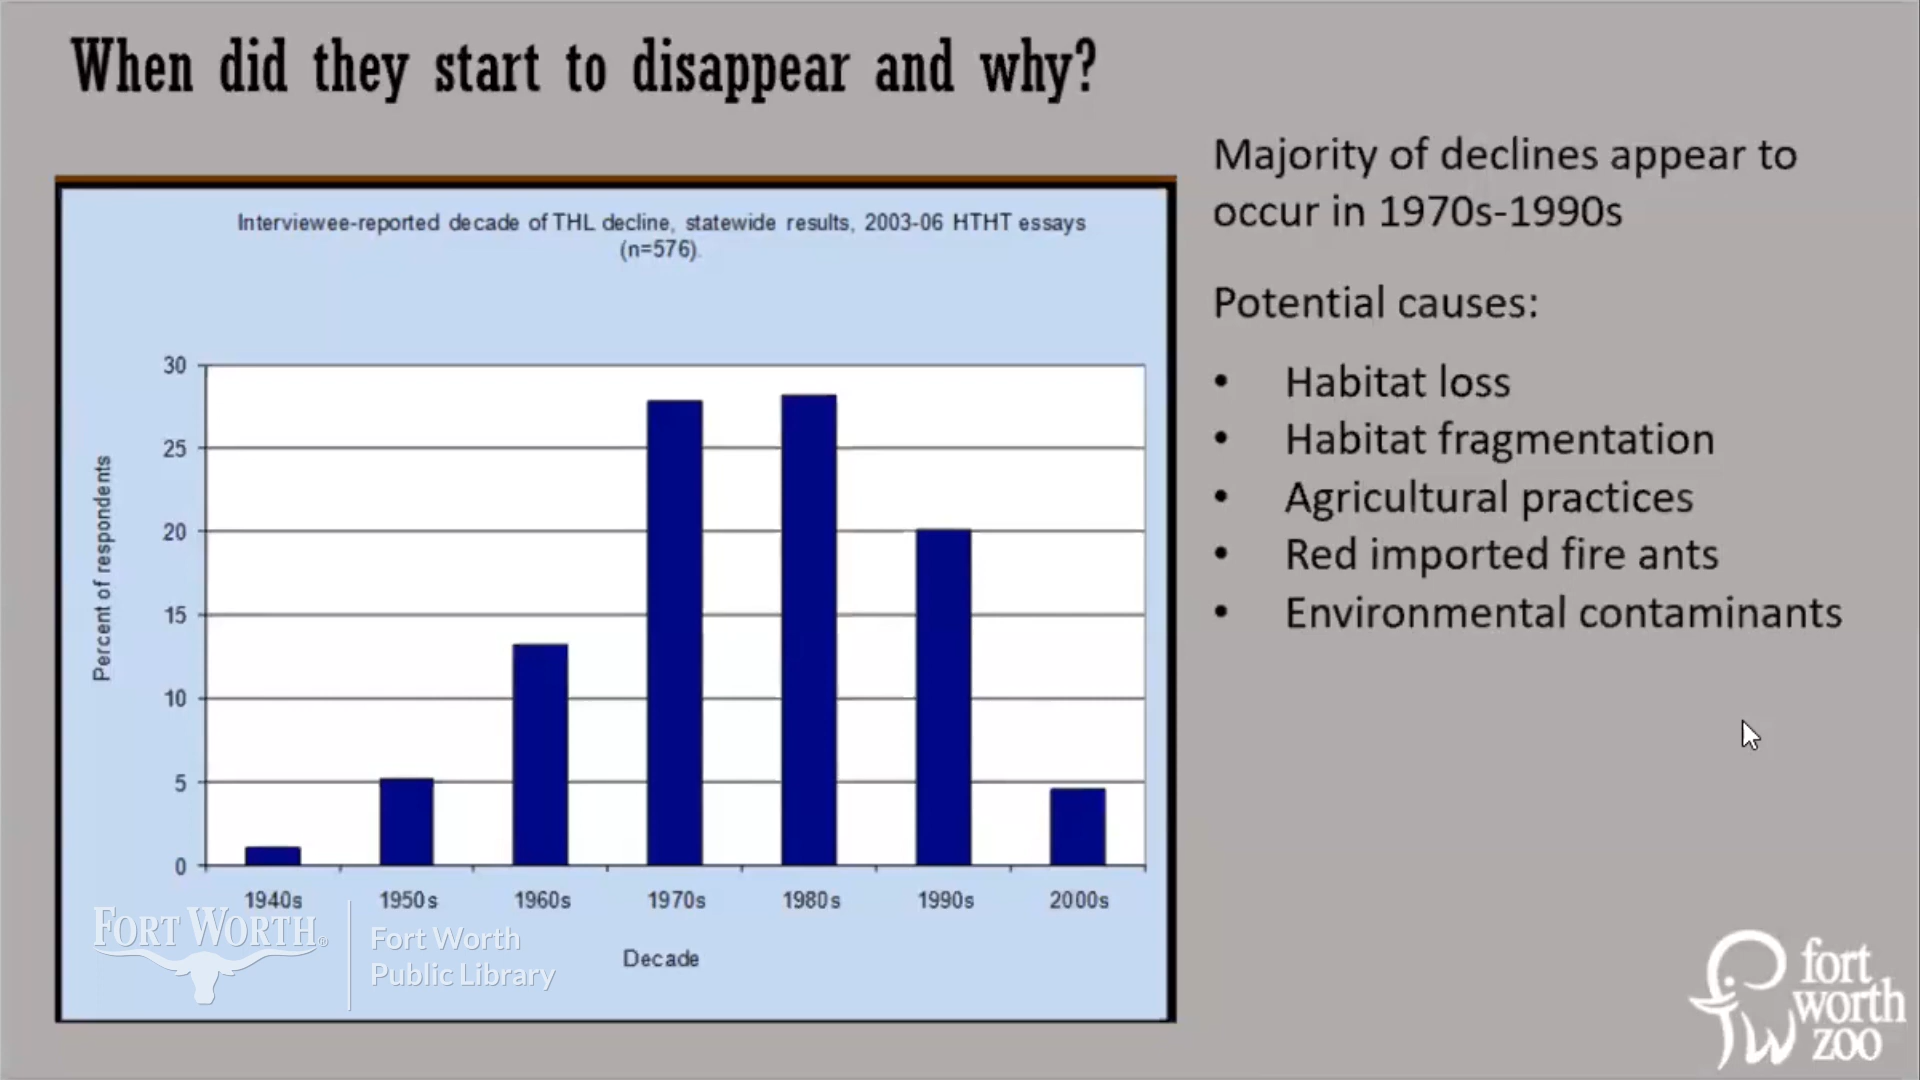 When did they start to disappear and why?
Interviewee-reported decade of THL decline, statewide results, 2003-06 HTHT essays
(n=576).
Percent of respondents
30
25
20
15
10
5
0
1940s 1950s 1960s 1970s 1980s 1990s 2000s
Decade
Majority of declines appear to
occur in 1970s-1990s
Potential causes:
• Habitat loss
• Habitat fragmentation
• Agricultural practices
• Red imported fire ants
• Environmental contaminants
FORT WORTH®
Fort Worth
Public Library
fort
worth
zoo